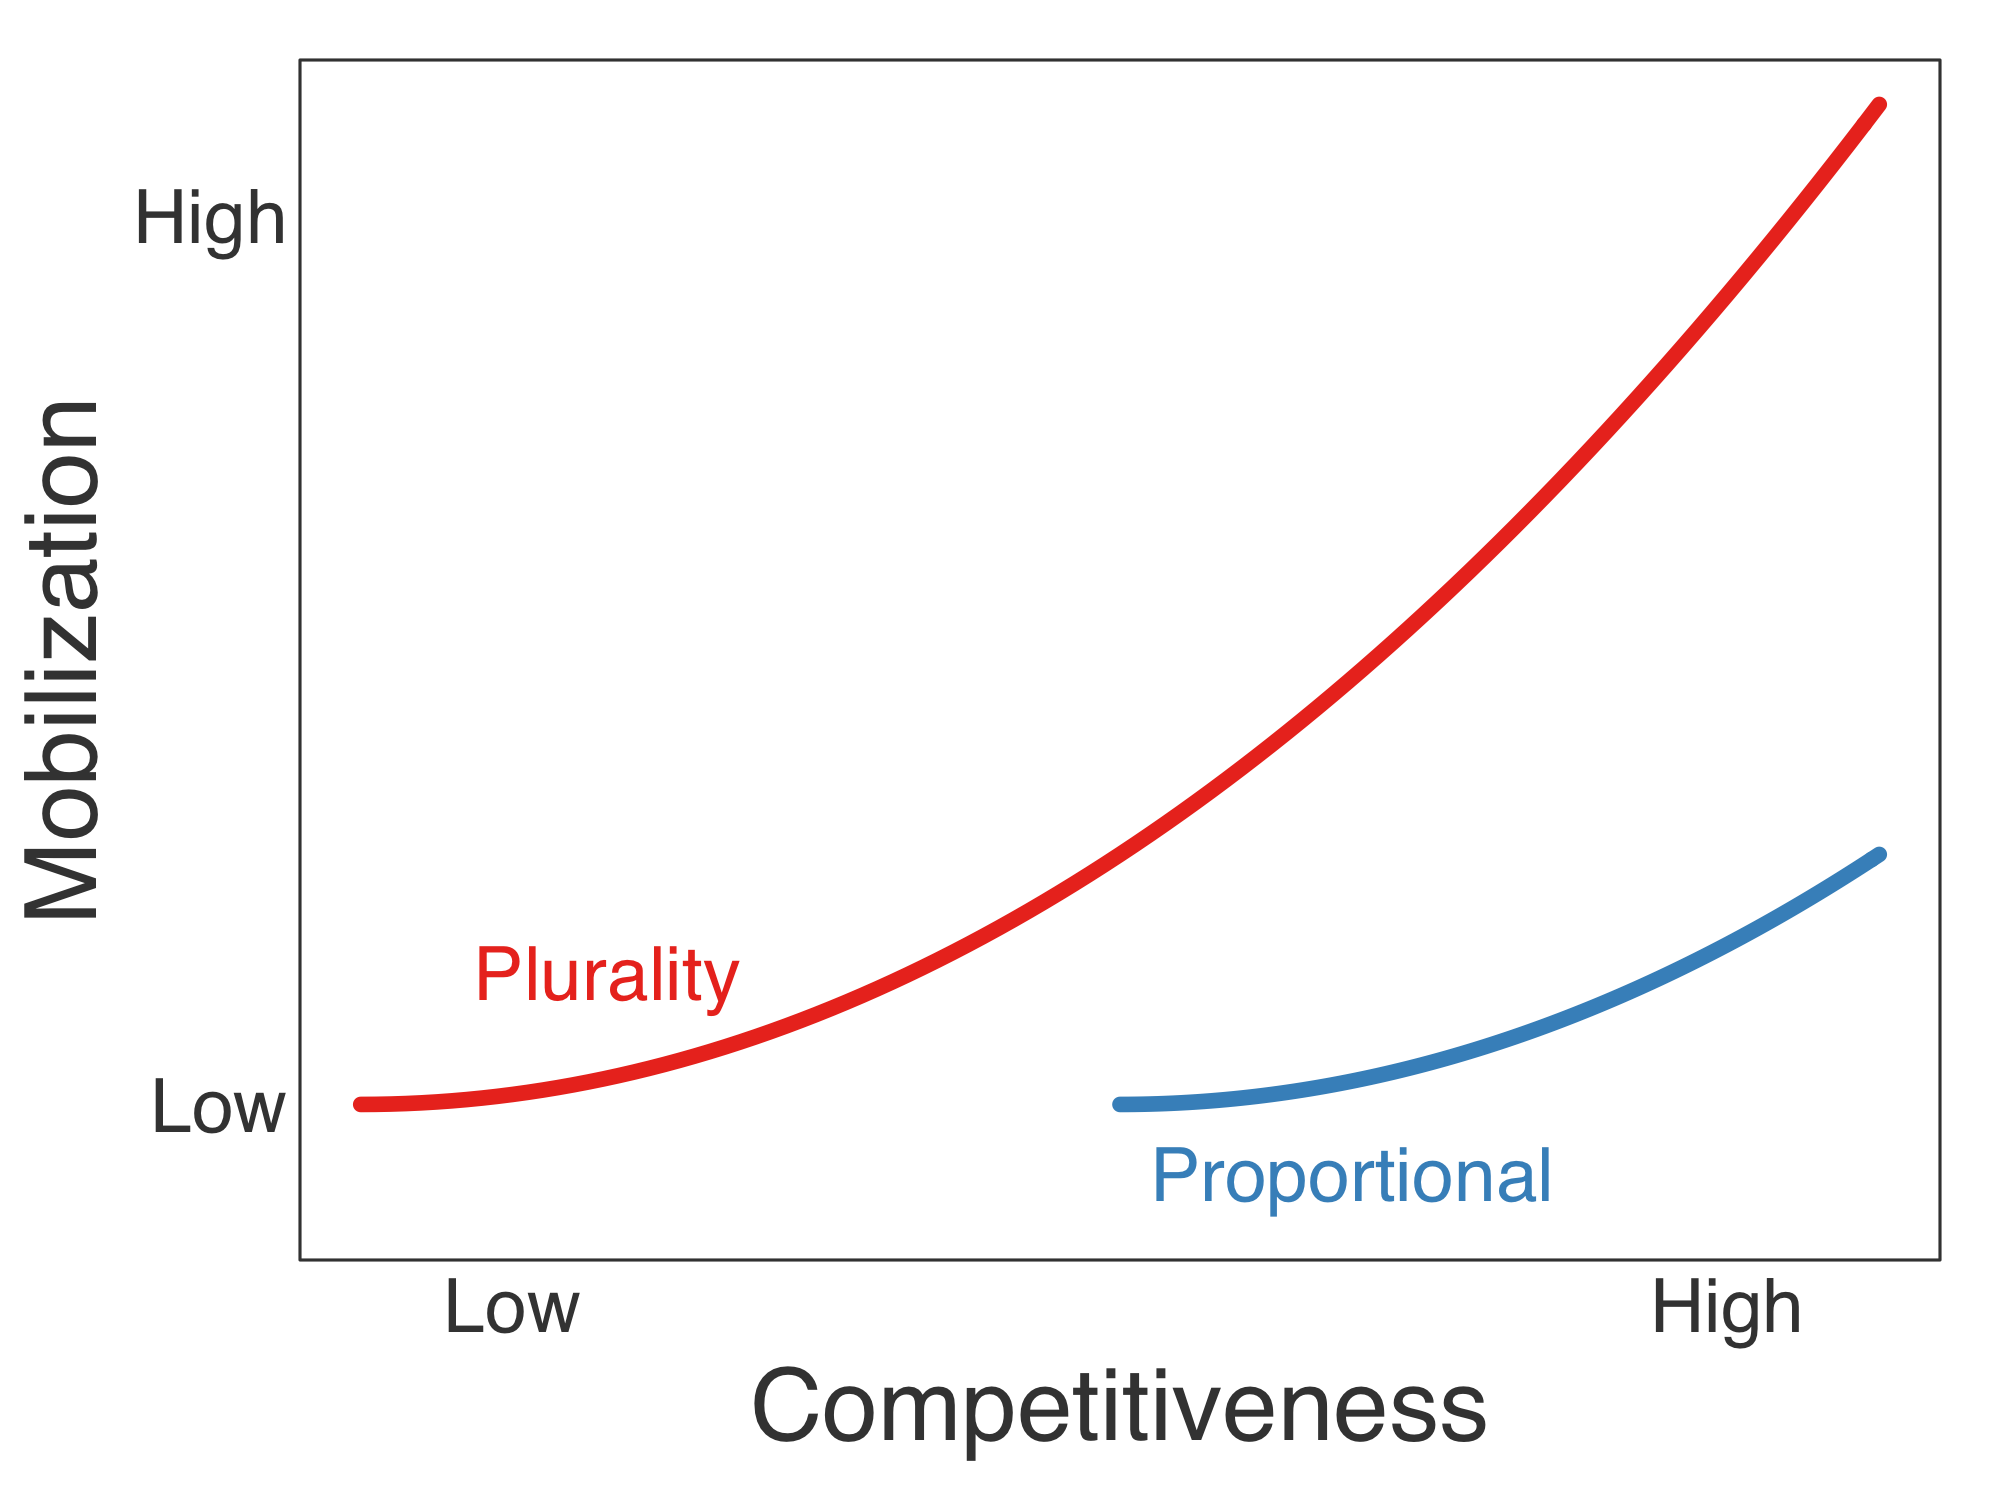 High
Mobilization
Plurality
Low
Proportional
Low
High
Competitiveness